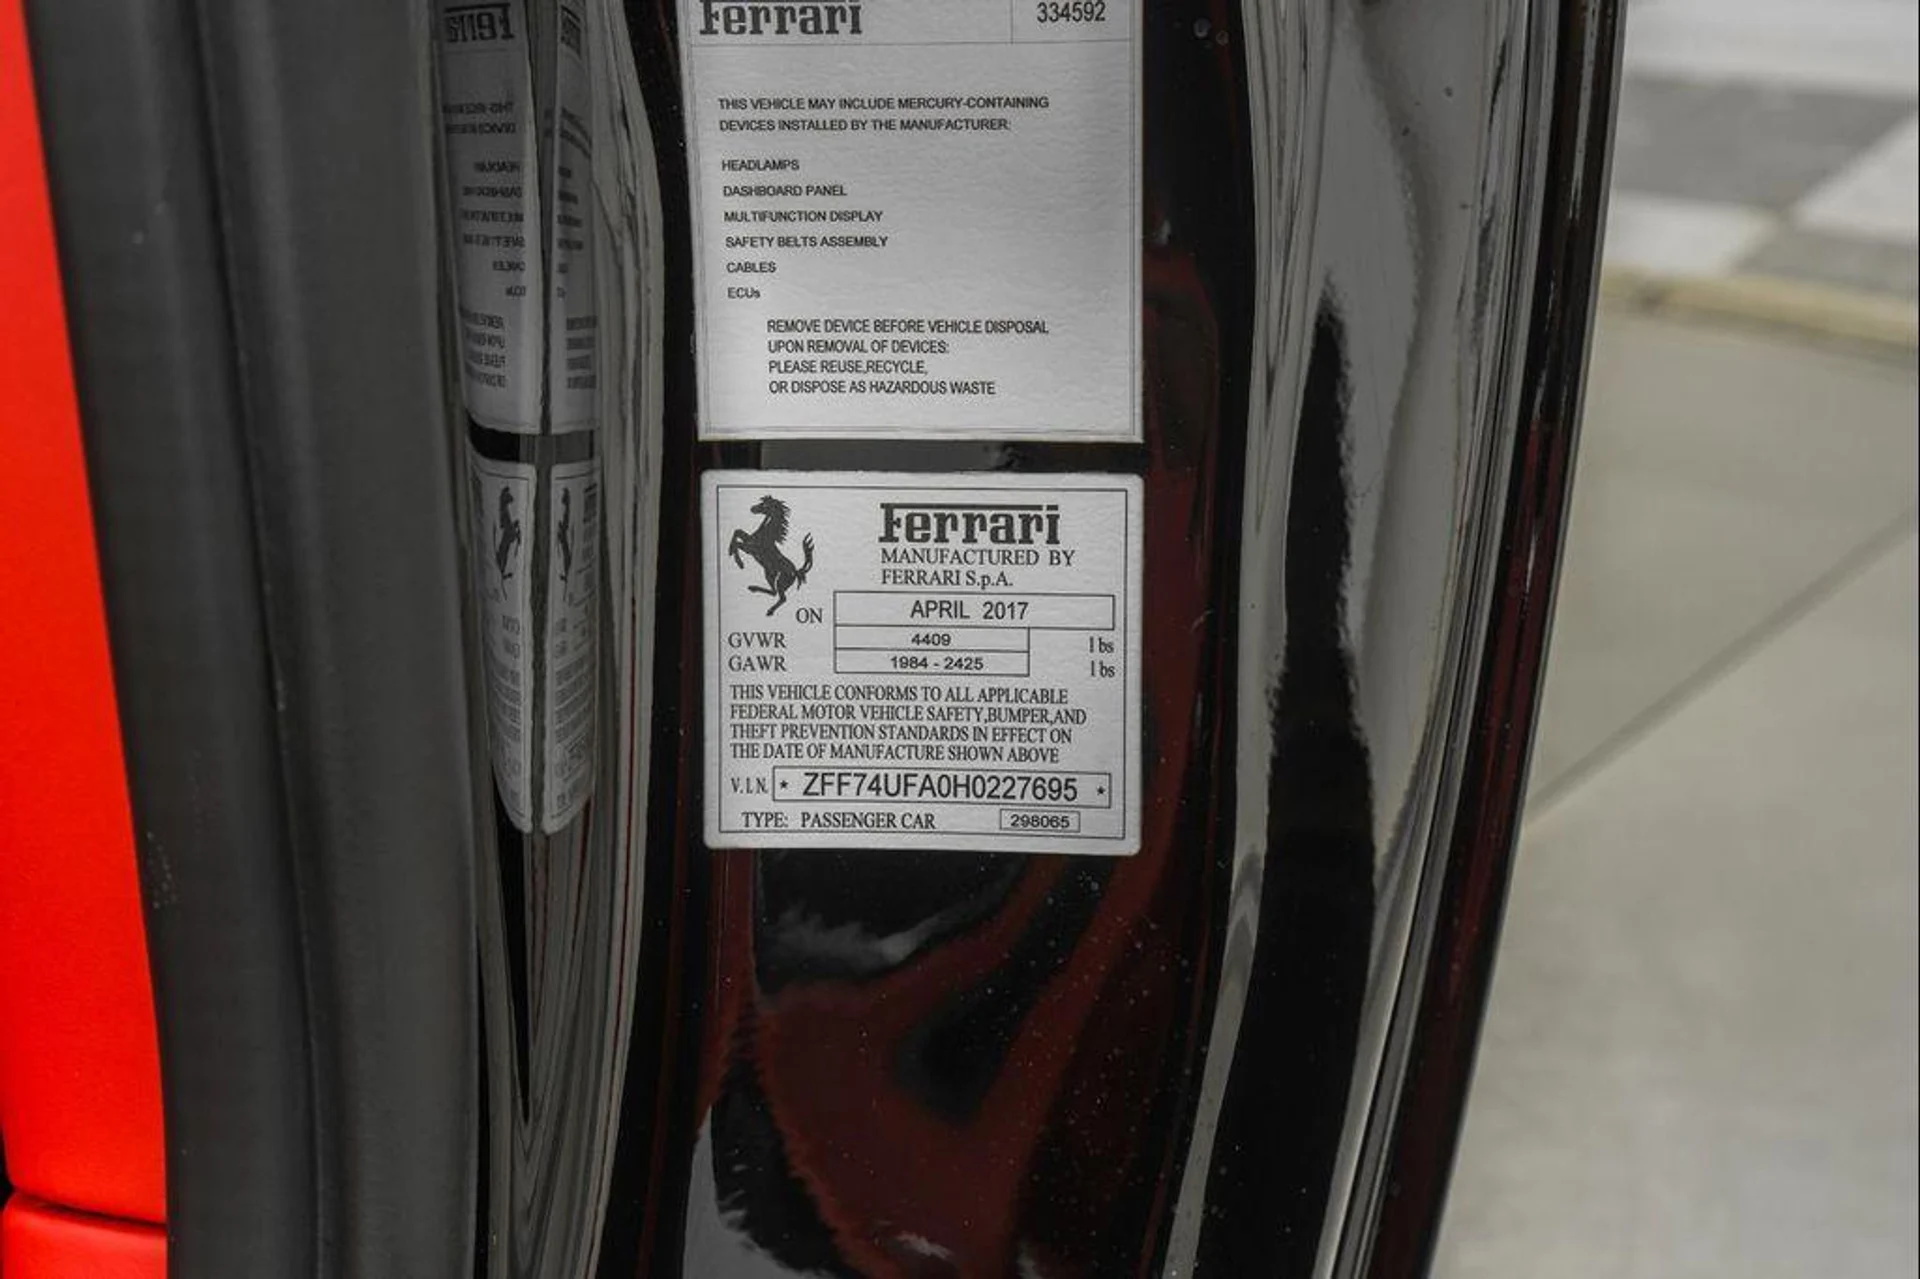 Ferrari 334592
THIS VEHICLE MAY INCLUDE MERCURY-CONTAINING
DEVICES INSTALLED BY THE MANUFACTURER:
HEADLAMPS
DASHBOARD PANEL
MULTIFUNCTION DISPLAY
SAFETY BELTS ASSEMBLY
CABLES
ECUs
REMOVE DEVICE BEFORE VEHICLE DISPOSAL
UPON REMOVAL OF DEVICES:
PLEASE REUSE,RECYCLE,
OR DISPOSE AS HAZARDOUS WASTE
Ferrari
MANUFACTURED BY
FERRARI S.p.A.
ON APRIL 2017
GVWR 4409 lbs
GAWR 1984 - 2425 lbs
THIS VEHICLE CONFORMS TO ALL APPLICABLE
FEDERAL MOTOR VEHICLE SAFETY,BUMPER,AND
THEFT PREVENTION STANDARDS IN EFFECT ON
THE DATE OF MANUFACTURE SHOWN ABOVE
V.I.N. * ZFF74UFA0H0227695 *
TYPE: PASSENGER CAR 298065